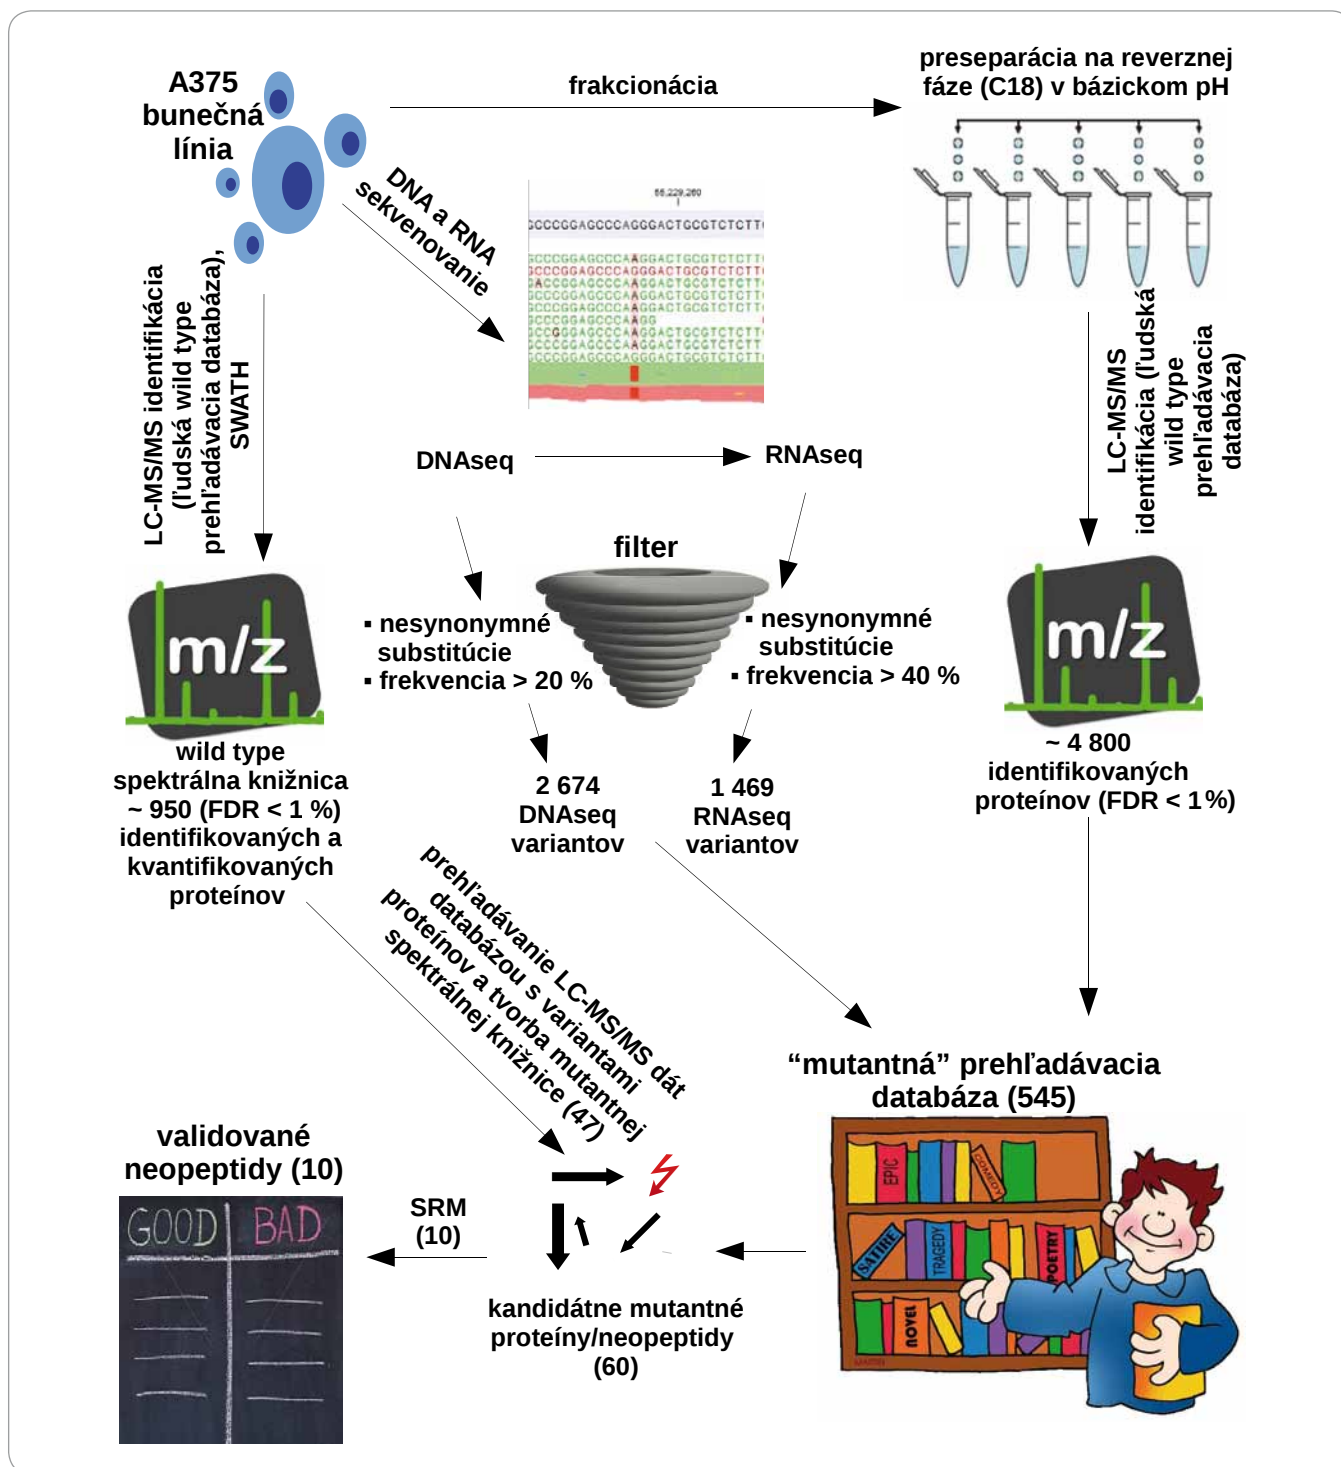 A375
bunečná
línia
frakcionácia
preseparácia na reverznej
fáze (C18) v bázickom pH
DNA a RNA
sekvenovanie
GCCCGGAGCCCAGGGACTGCGTCTCTT
GCCCGGAGCCCAAGGACTGCGTCTCTT
GCCCGGAGCCCAGGGACTGCGTCTCTT
LC-MS/MS identifikácia
(ľudská wild type
prehľadávacia databáza),
SWATH
LC-MS/MS
identifikácia (ľudská
wild type
prehľadávacia
databáza)
DNAseq
RNAseq
filter
▪ nesynonymné
substitúcie
▪ frekvencia > 20 %
▪ nesynonymné
substitúcie
▪ frekvencia > 40 %
m/z
m/z
wild type
spektrálna knižnica
~ 950 (FDR < 1 %)
identifikovaných a
kvantifikovaných
proteínov
2 674
DNAseq
variantov
1 469
RNAseq
variantov
~ 4 800
identifikovaných
proteínov (FDR < 1 %)
prehľadávanie LC-MS/MS dát
databázou s variantami
proteínov a tvorba mutantnej
spektrálnej knižnice (47)
“mutantná” prehľadávacia
databáza (545)
EPIC
COMEDY
SATIRE
TRAGEDY
POETRY
NOVEL
validované
neopeptidy (10)
GOOD
BAD
SRM
(10)
kandidátne mutantné
proteíny/neopeptidy
(60)